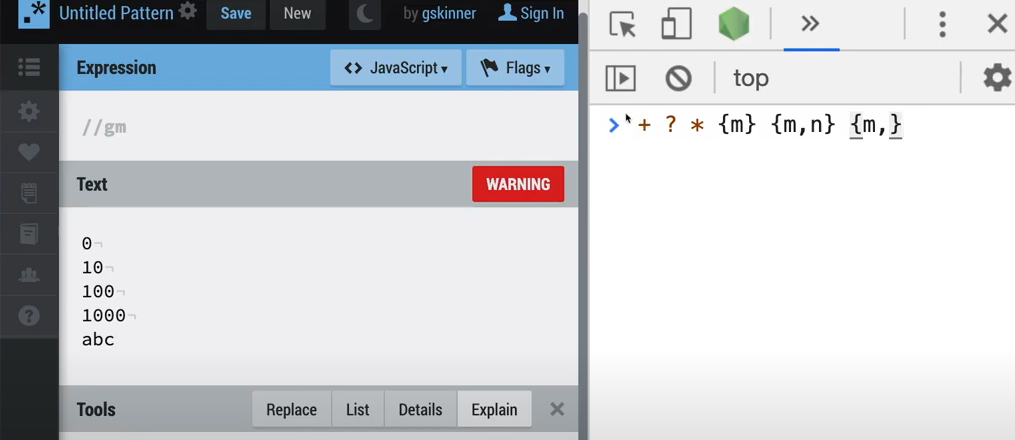 Untitled Pattern Save New by gskinner Sign In
Expression <> JavaScript ▾ Flags ▾
//gm
Text WARNING
0¬
10¬
100¬
1000¬
abc
Tools Replace List Details Explain ×
top
> + ? * {m} {m,n} {m,}